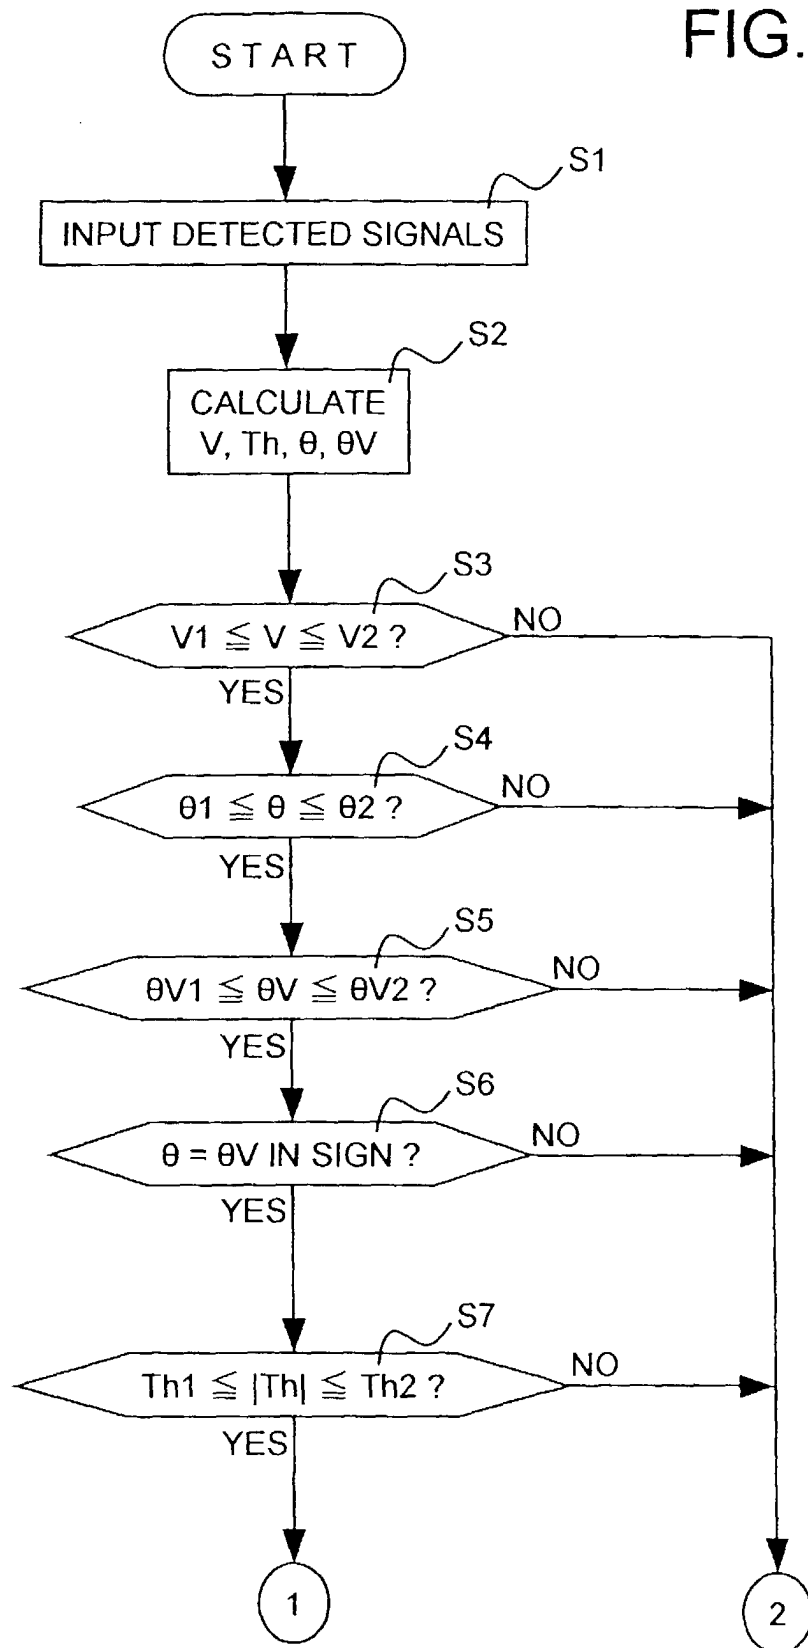 FIG.
START
S1
INPUT DETECTED SIGNALS
S2
CALCULATE
V, Th, θ, θV
S3
V1 ≦ V ≦ V2 ?
NO
YES
S4
θ1 ≦ θ ≦ θ2 ?
NO
YES
S5
θV1 ≦ θV ≦ θV2 ?
NO
YES
S6
θ = θV IN SIGN ?
NO
YES
S7
Th1 ≦ |Th| ≦ Th2 ?
NO
YES
1
2